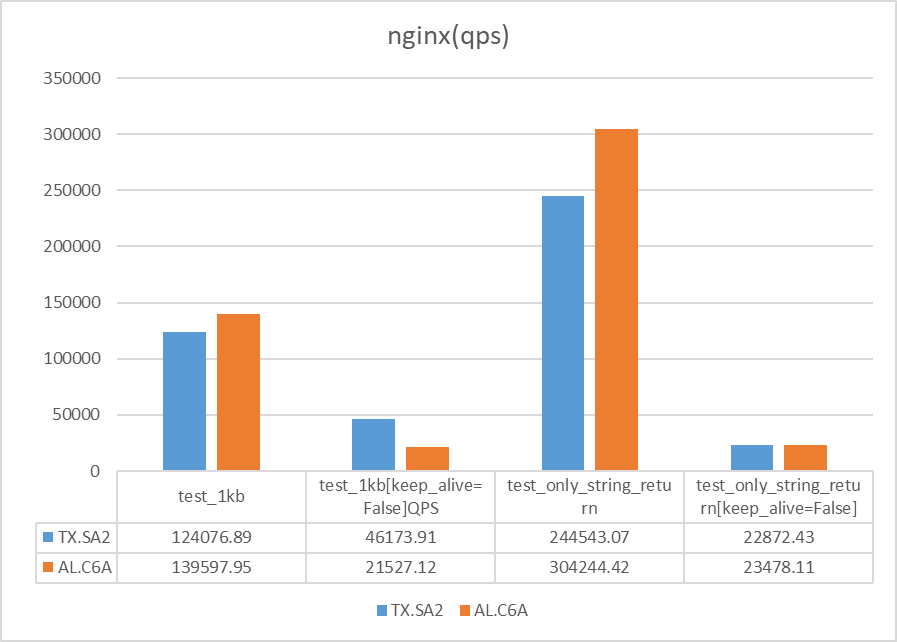 nginx(qps)
350000
300000
250000
200000
150000
100000
50000
0
test_1kb
test_1kb[keep_alive=
False]QPS
test_only_string_retu
rn
test_only_string_retu
rn[keep_alive=False]
TX.SA2 124076.89 46173.91 244543.07 22872.43
AL.C6A 139597.95 21527.12 304244.42 23478.11
TX.SA2 AL.C6A